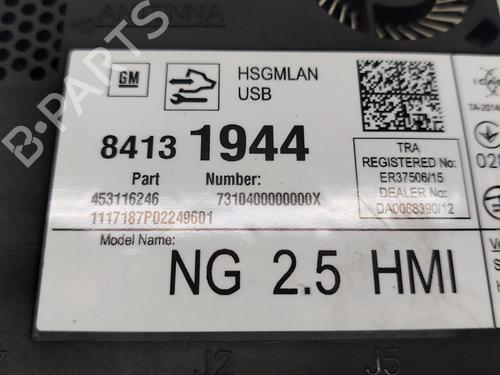 ANTENNA
GM
HSGMLAN
USB
8413 1944
Part Number:
453116246 7310400000000X
1117187P02249601
Model Name:
NG 2.5 HMI
TRA
REGISTERED No:
ER37506/15
DEALER No:
DA0068390/12
B-PARTS
J2
J5